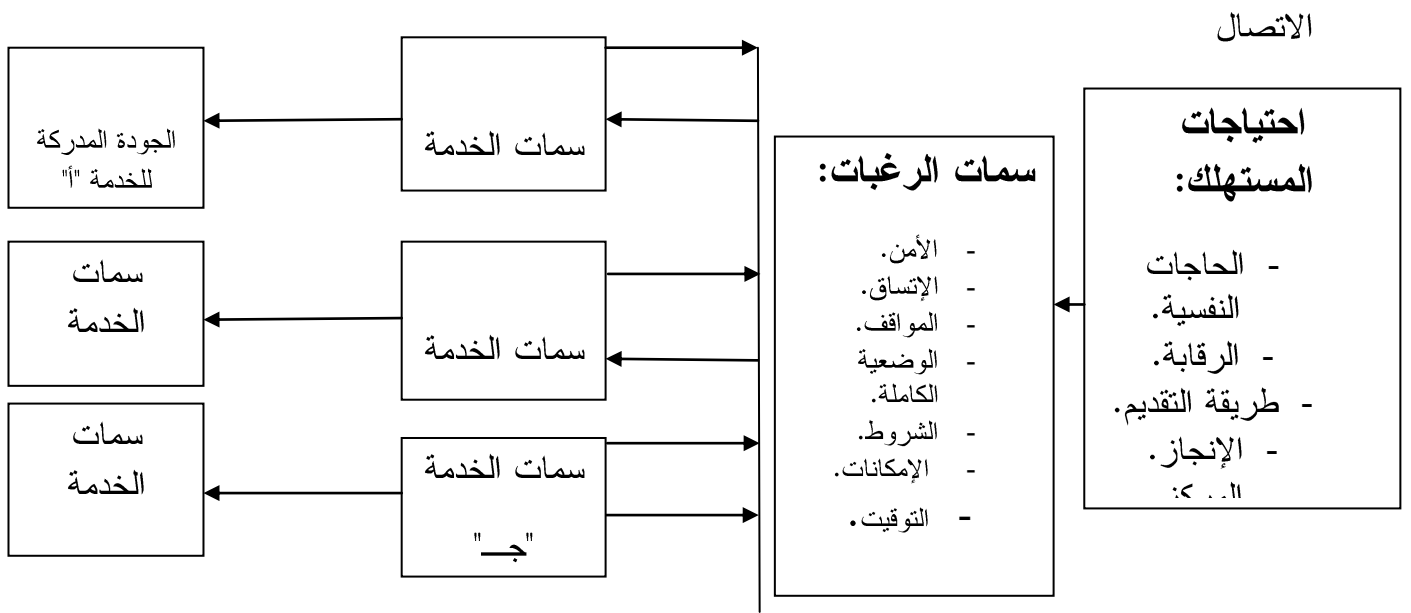 الاتصال
احتياجات
المستهلك:
- الحاجات
النفسية.
- الرقابة.
- طريقة التقديم.
- الإنجاز.
سمات الرغبات:
- الأمن.
- الإتساق.
- المواقف.
- الوضعية
الكاملة.
- الشروط.
- الإمكانات.
- التوقيت.
سمات الخدمة
سمات الخدمة
سمات الخدمة
"جـــ"
الجودة المدركة
للخدمة "أ"
سمات
الخدمة
سمات
الخدمة